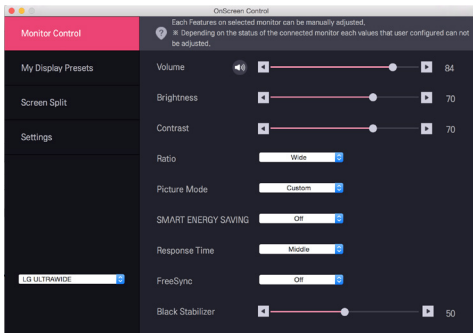 OnScreen Control
Monitor Control
Each Features on selected monitor can be manually adjusted.
※ Depending on the status of the connected monitor each values that user configured can not
be adjusted.
My Display Presets
Screen Split
Settings
LG ULTRAWIDE
Volume 84
Brightness 70
Contrast 70
Ratio Wide
Picture Mode Custom
SMART ENERGY SAVING Off
Response Time Middle
FreeSync Off
Black Stabilizer 50